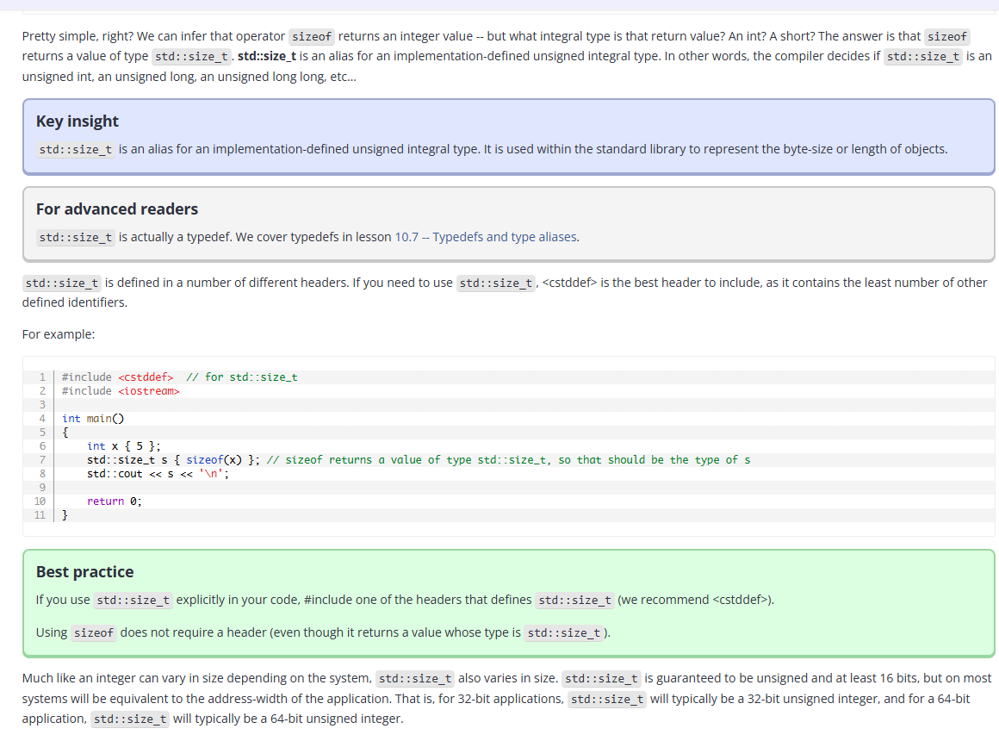 Pretty simple, right? We can infer that operator sizeof returns an integer value -- but what integral type is that return value? An int? A short? The answer is that sizeof
returns a value of type std::size_t. std::size_t is an alias for an implementation-defined unsigned integral type. In other words, the compiler decides if std::size_t is an
unsigned int, an unsigned long, an unsigned long long, etc…
Key insight
std::size_t is an alias for an implementation-defined unsigned integral type. It is used within the standard library to represent the byte-size or length of objects.
For advanced readers
std::size_t is actually a typedef. We cover typedefs in lesson 10.7 -- Typedefs and type aliases.
std::size_t is defined in a number of different headers. If you need to use std::size_t, <cstddef> is the best header to include, as it contains the least number of other
defined identifiers.
For example:
1 #include <cstddef>  // for std::size_t
2 #include <iostream>
3
4 int main()
5 {
6     int x { 5 };
7     std::size_t s { sizeof(x) }; // sizeof returns a value of type std::size_t, so that should be the type of s
8     std::cout << s << '\n';
9
10     return 0;
11 }
Best practice
If you use std::size_t explicitly in your code, #include one of the headers that defines std::size_t (we recommend <cstddef>).
Using sizeof does not require a header (even though it returns a value whose type is std::size_t).
Much like an integer can vary in size depending on the system, std::size_t also varies in size. std::size_t is guaranteed to be unsigned and at least 16 bits, but on most
systems will be equivalent to the address-width of the application. That is, for 32-bit applications, std::size_t will typically be a 32-bit unsigned integer, and for a 64-bit
application, std::size_t will typically be a 64-bit unsigned integer.